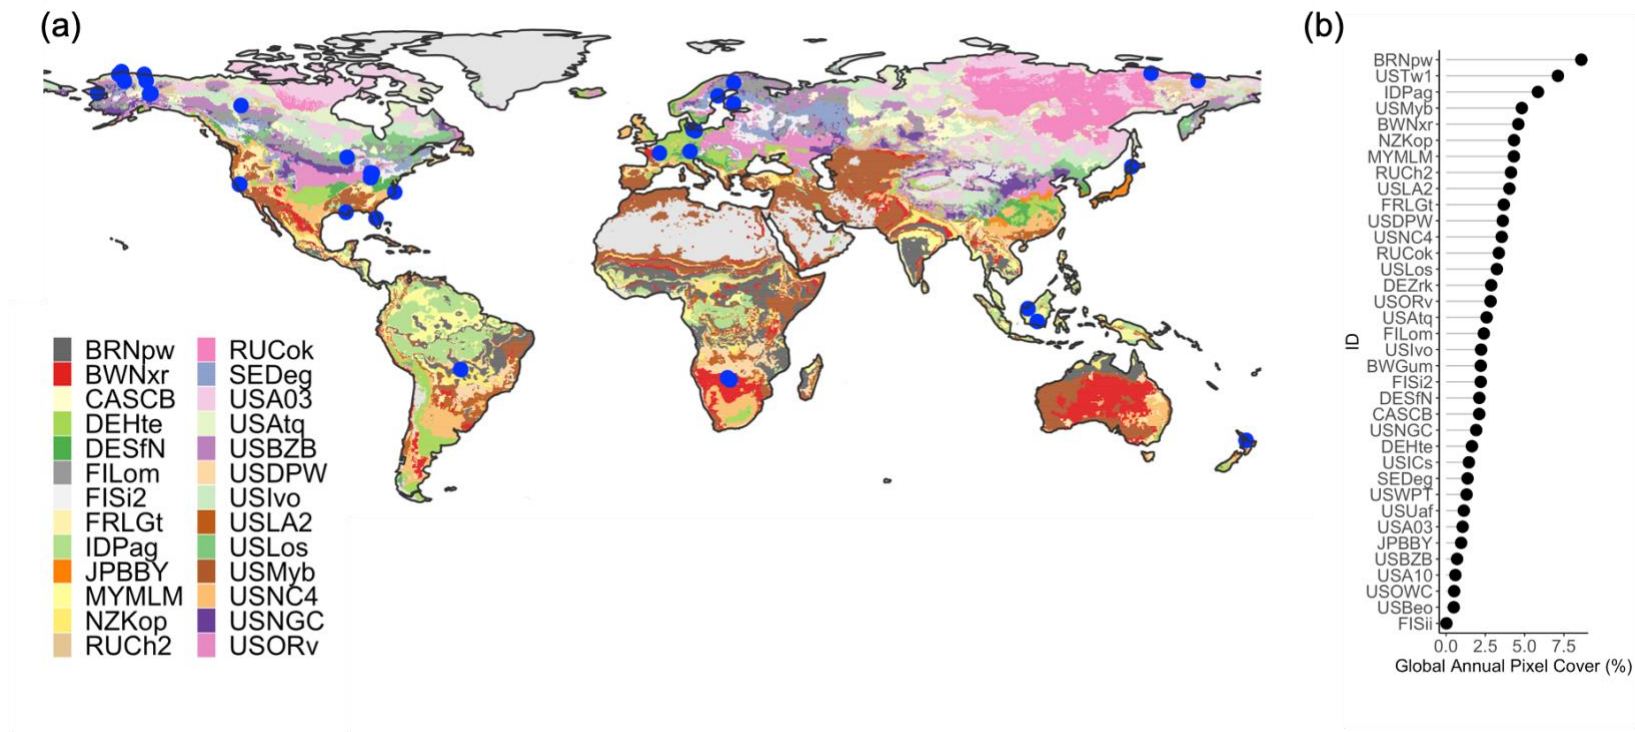 (a)
BRNpw
BWNxr
CASCB
DEHte
DESfN
FILom
FISi2
FRLGt
IDPag
JPBBY
MYMLM
NZKop
RUCh2
RUCok
SEDeg
USA03
USAtq
USBZB
USDPW
USIvo
USLA2
USLos
USMyb
USNC4
USNGC
USORv
(b)
ID
BRNpw
USTw1
IDPag
USMyb
BWNxr
NZKop
MYMLM
RUCh2
USLA2
FRLGt
USDPW
USNC4
RUCok
USLos
DEZrk
USORv
USAtq
FILom
USIvo
BWGum
FISi2
DESfN
CASCB
USNGC
DEHte
USICs
SEDeg
USWPT
USUaf
USA03
JPBBY
USBZB
USA10
USOWC
USBeo
FISii
0.0 2.5 5.0 7.5
Global Annual Pixel Cover (%)